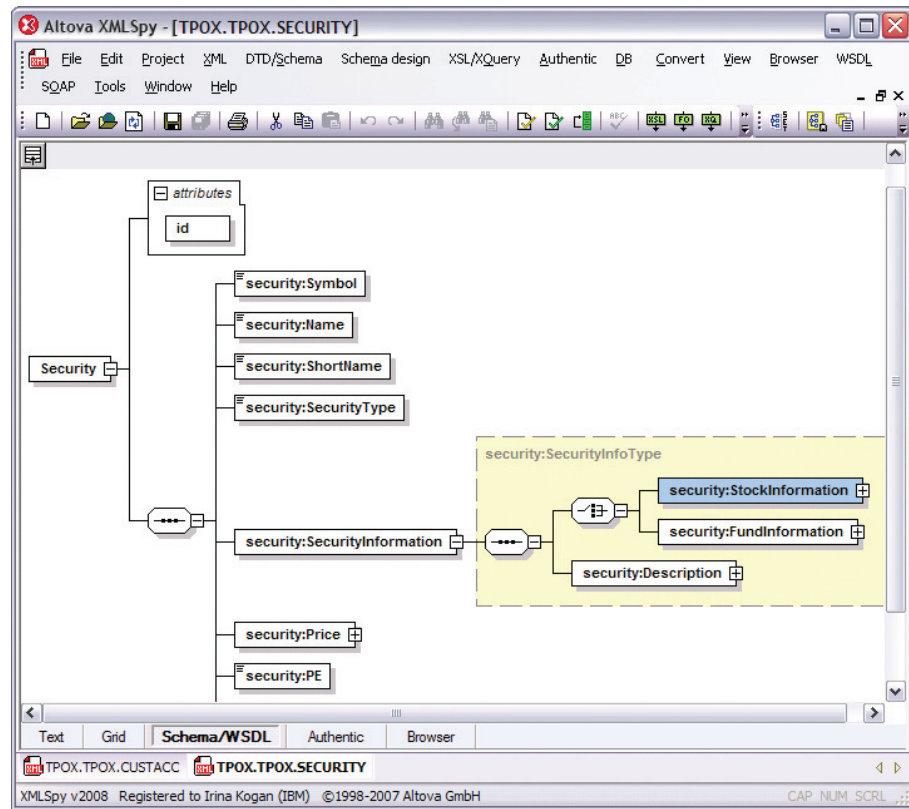 Altova XMLSpy - [TPOX.TPOX.SECURITY]
File Edit Project XML DTD/Schema Schema design XSL/XQuery Authentic DB Convert View Browser WSDL
SOAP Tools Window Help
ABC XSL FO XQ
attributes
id
security:Symbol
security:Name
security:ShortName
Security
security:SecurityType
security:SecurityInfoType
security:StockInformation
security:FundInformation
security:SecurityInformation
security:Description
security:Price
security:PE
Text Grid Schema/WSDL Authentic Browser
TPOX.TPOX.CUSTACC TPOX.TPOX.SECURITY
XMLSpy v2008 Registered to Irina Kogan (IBM) ©1998-2007 Altova GmbH CAP NUM SCRL